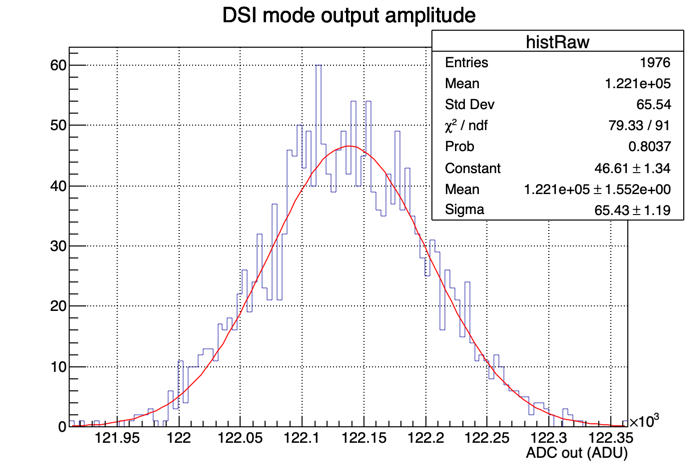 DSI mode output amplitude
histRaw
Entries 1976
Mean 1.221e+05
Std Dev 65.54
χ² / ndf 79.33 / 91
Prob 0.8037
Constant 46.61 ± 1.34
Mean 1.221e+05 ± 1.552e+00
Sigma 65.43 ± 1.19
60
50
40
30
20
10
0
121.95 122 122.05 122.1 122.15 122.2 122.25 122.3 122.35 ×10³
ADC out (ADU)